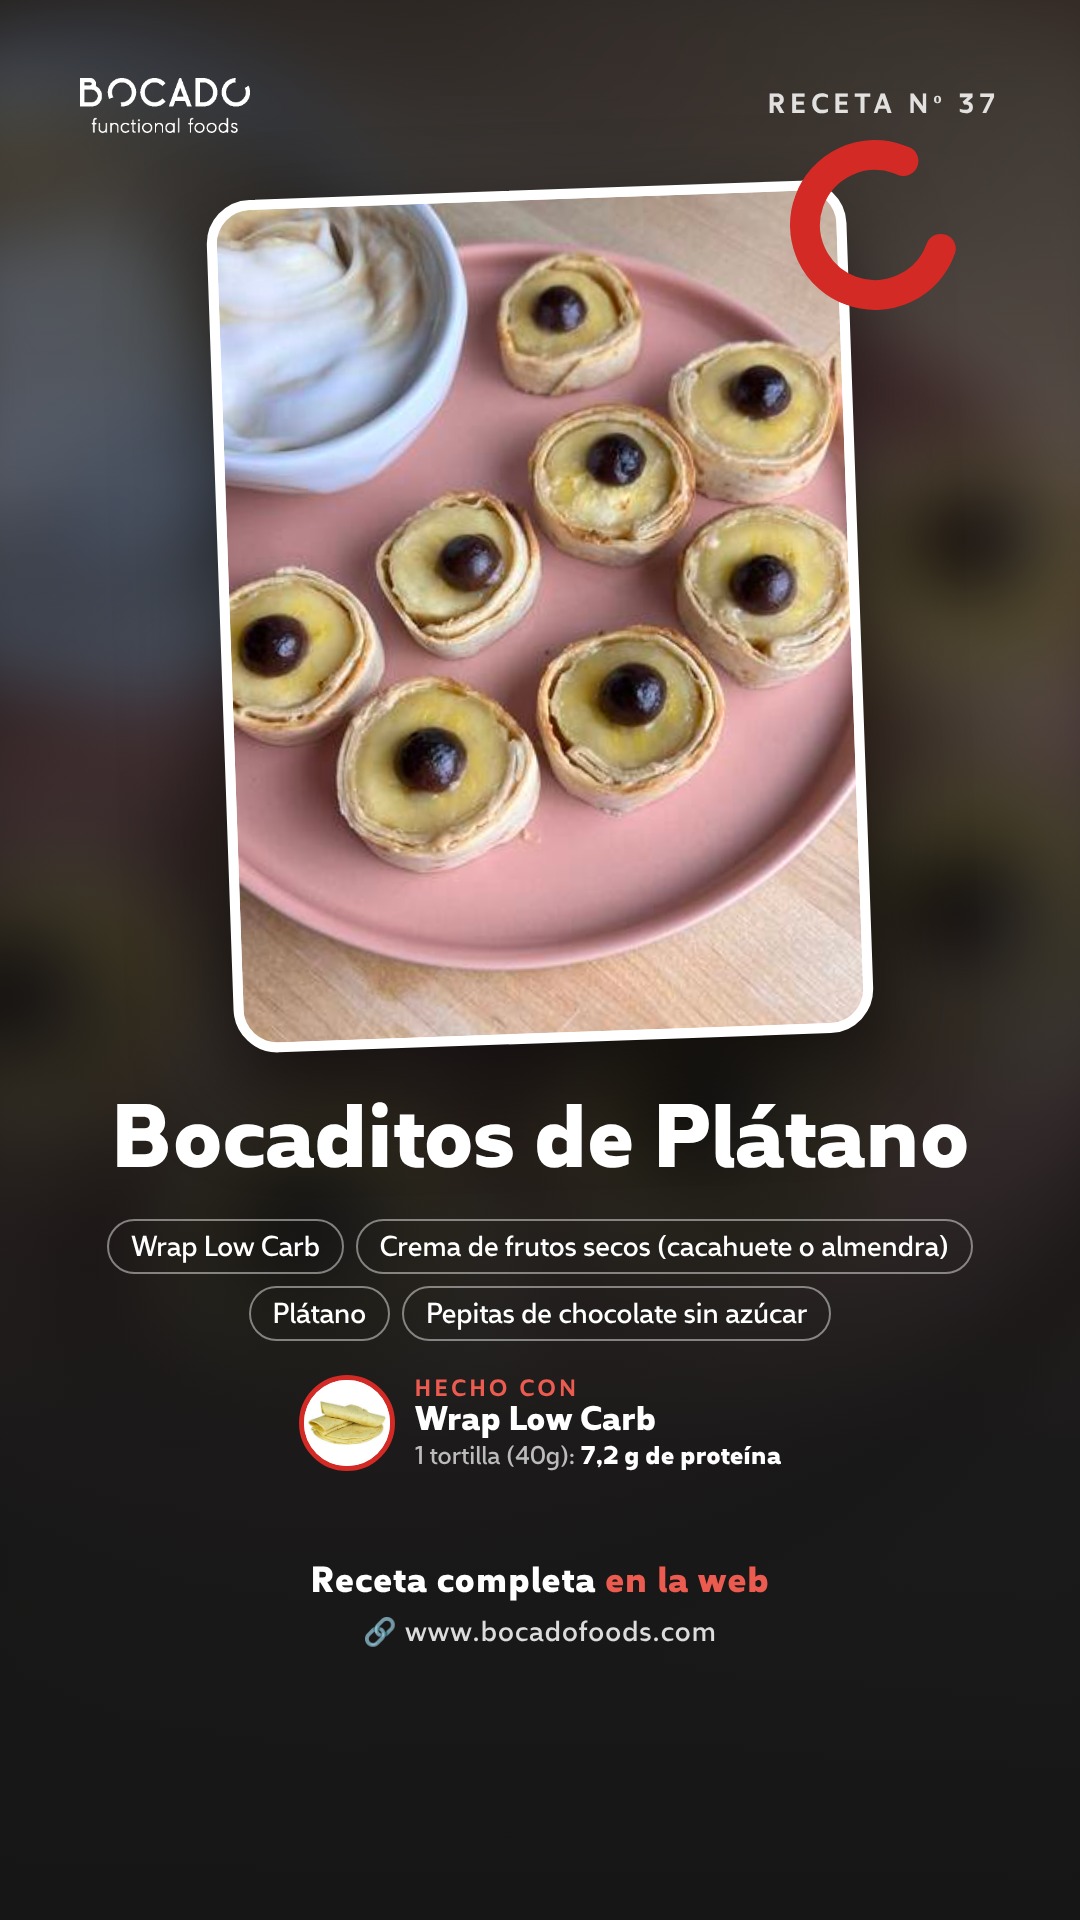 BOCADO
functional foods
RECETA Nº 37
Bocaditos de Plátano
Wrap Low Carb
Crema de frutos secos (cacahuete o almendra)
Plátano
Pepitas de chocolate sin azúcar
HECHO CON
Wrap Low Carb
1 tortilla (40g): 7,2 g de proteína
Receta completa en la web
www.bocadofoods.com